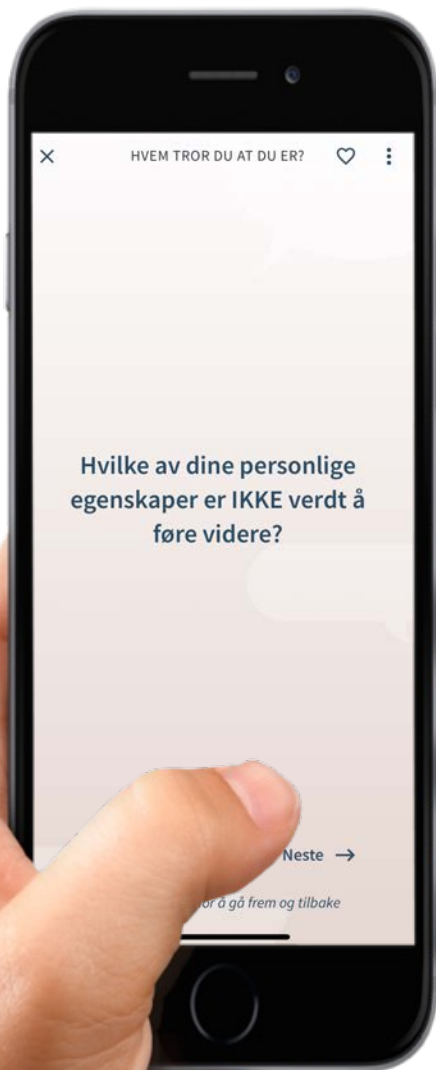 HVEM TROR DU AT DU ER?
Hvilke av dine personlige
egenskaper er IKKE verdt å
føre videre?
Neste
for å gå frem og tilbake